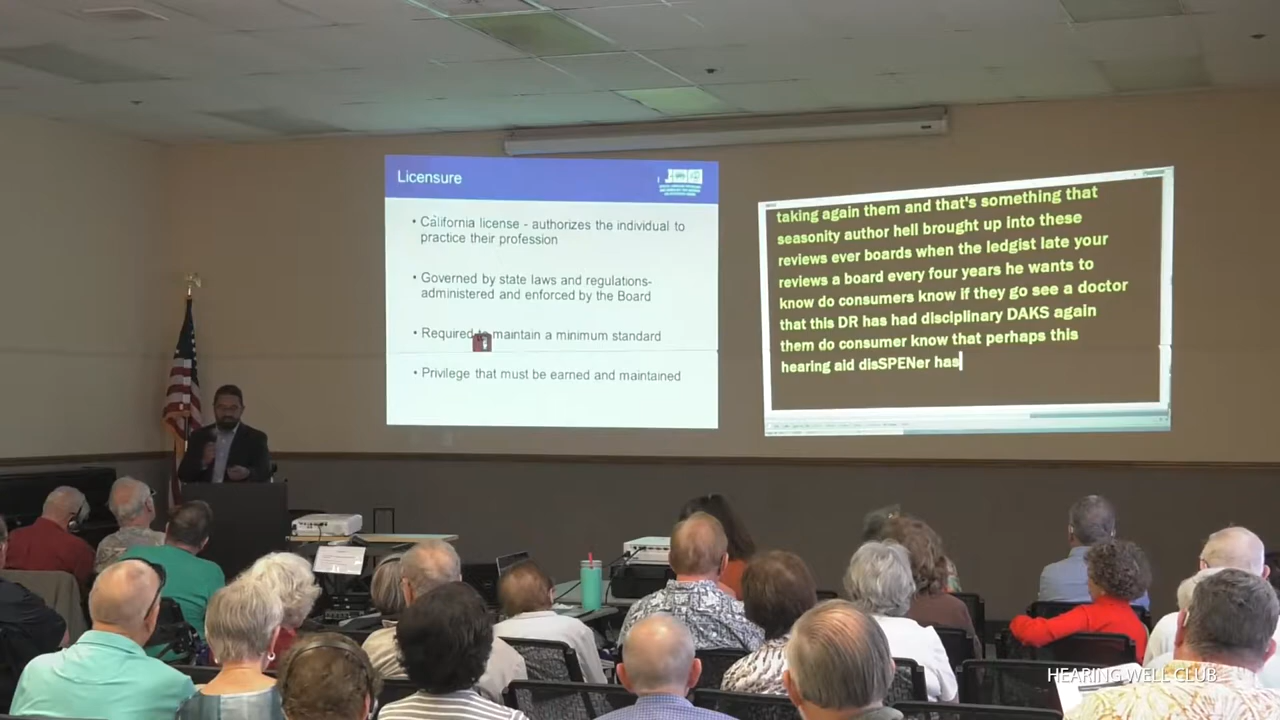 Licensure
• California license - authorizes the individual to
practice their profession
• Governed by state laws and regulations-
administered and enforced by the Board
• Required to maintain a minimum standard
• Privilege that must be earned and maintained
taking again them and that's something that
seasonity author hell brought up into these
reviews ever boards when the ledgist late your
reviews a board every four years he wants to
know do consumers know if they go see a doctor
that this DR has had disciplinary DAKS again
them do consumer know that perhaps this
hearing aid disSPENer has
HEARING WELL CLUB